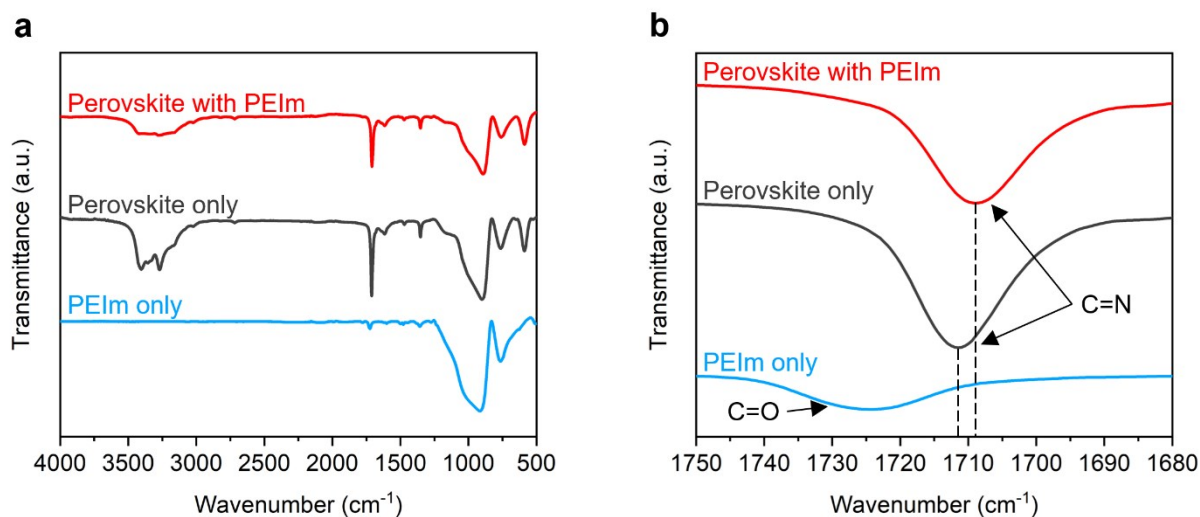 a
Transmittance (a.u.)
Perovskite with PEIm
Perovskite only
PEIm only
4000 3500 3000 2500 2000 1500 1000 500
Wavenumber (cm⁻¹)
b
Transmittance (a.u.)
Perovskite with PEIm
Perovskite only
C=N
PEIm only
C=O
1750 1740 1730 1720 1710 1700 1690 1680
Wavenumber (cm⁻¹)